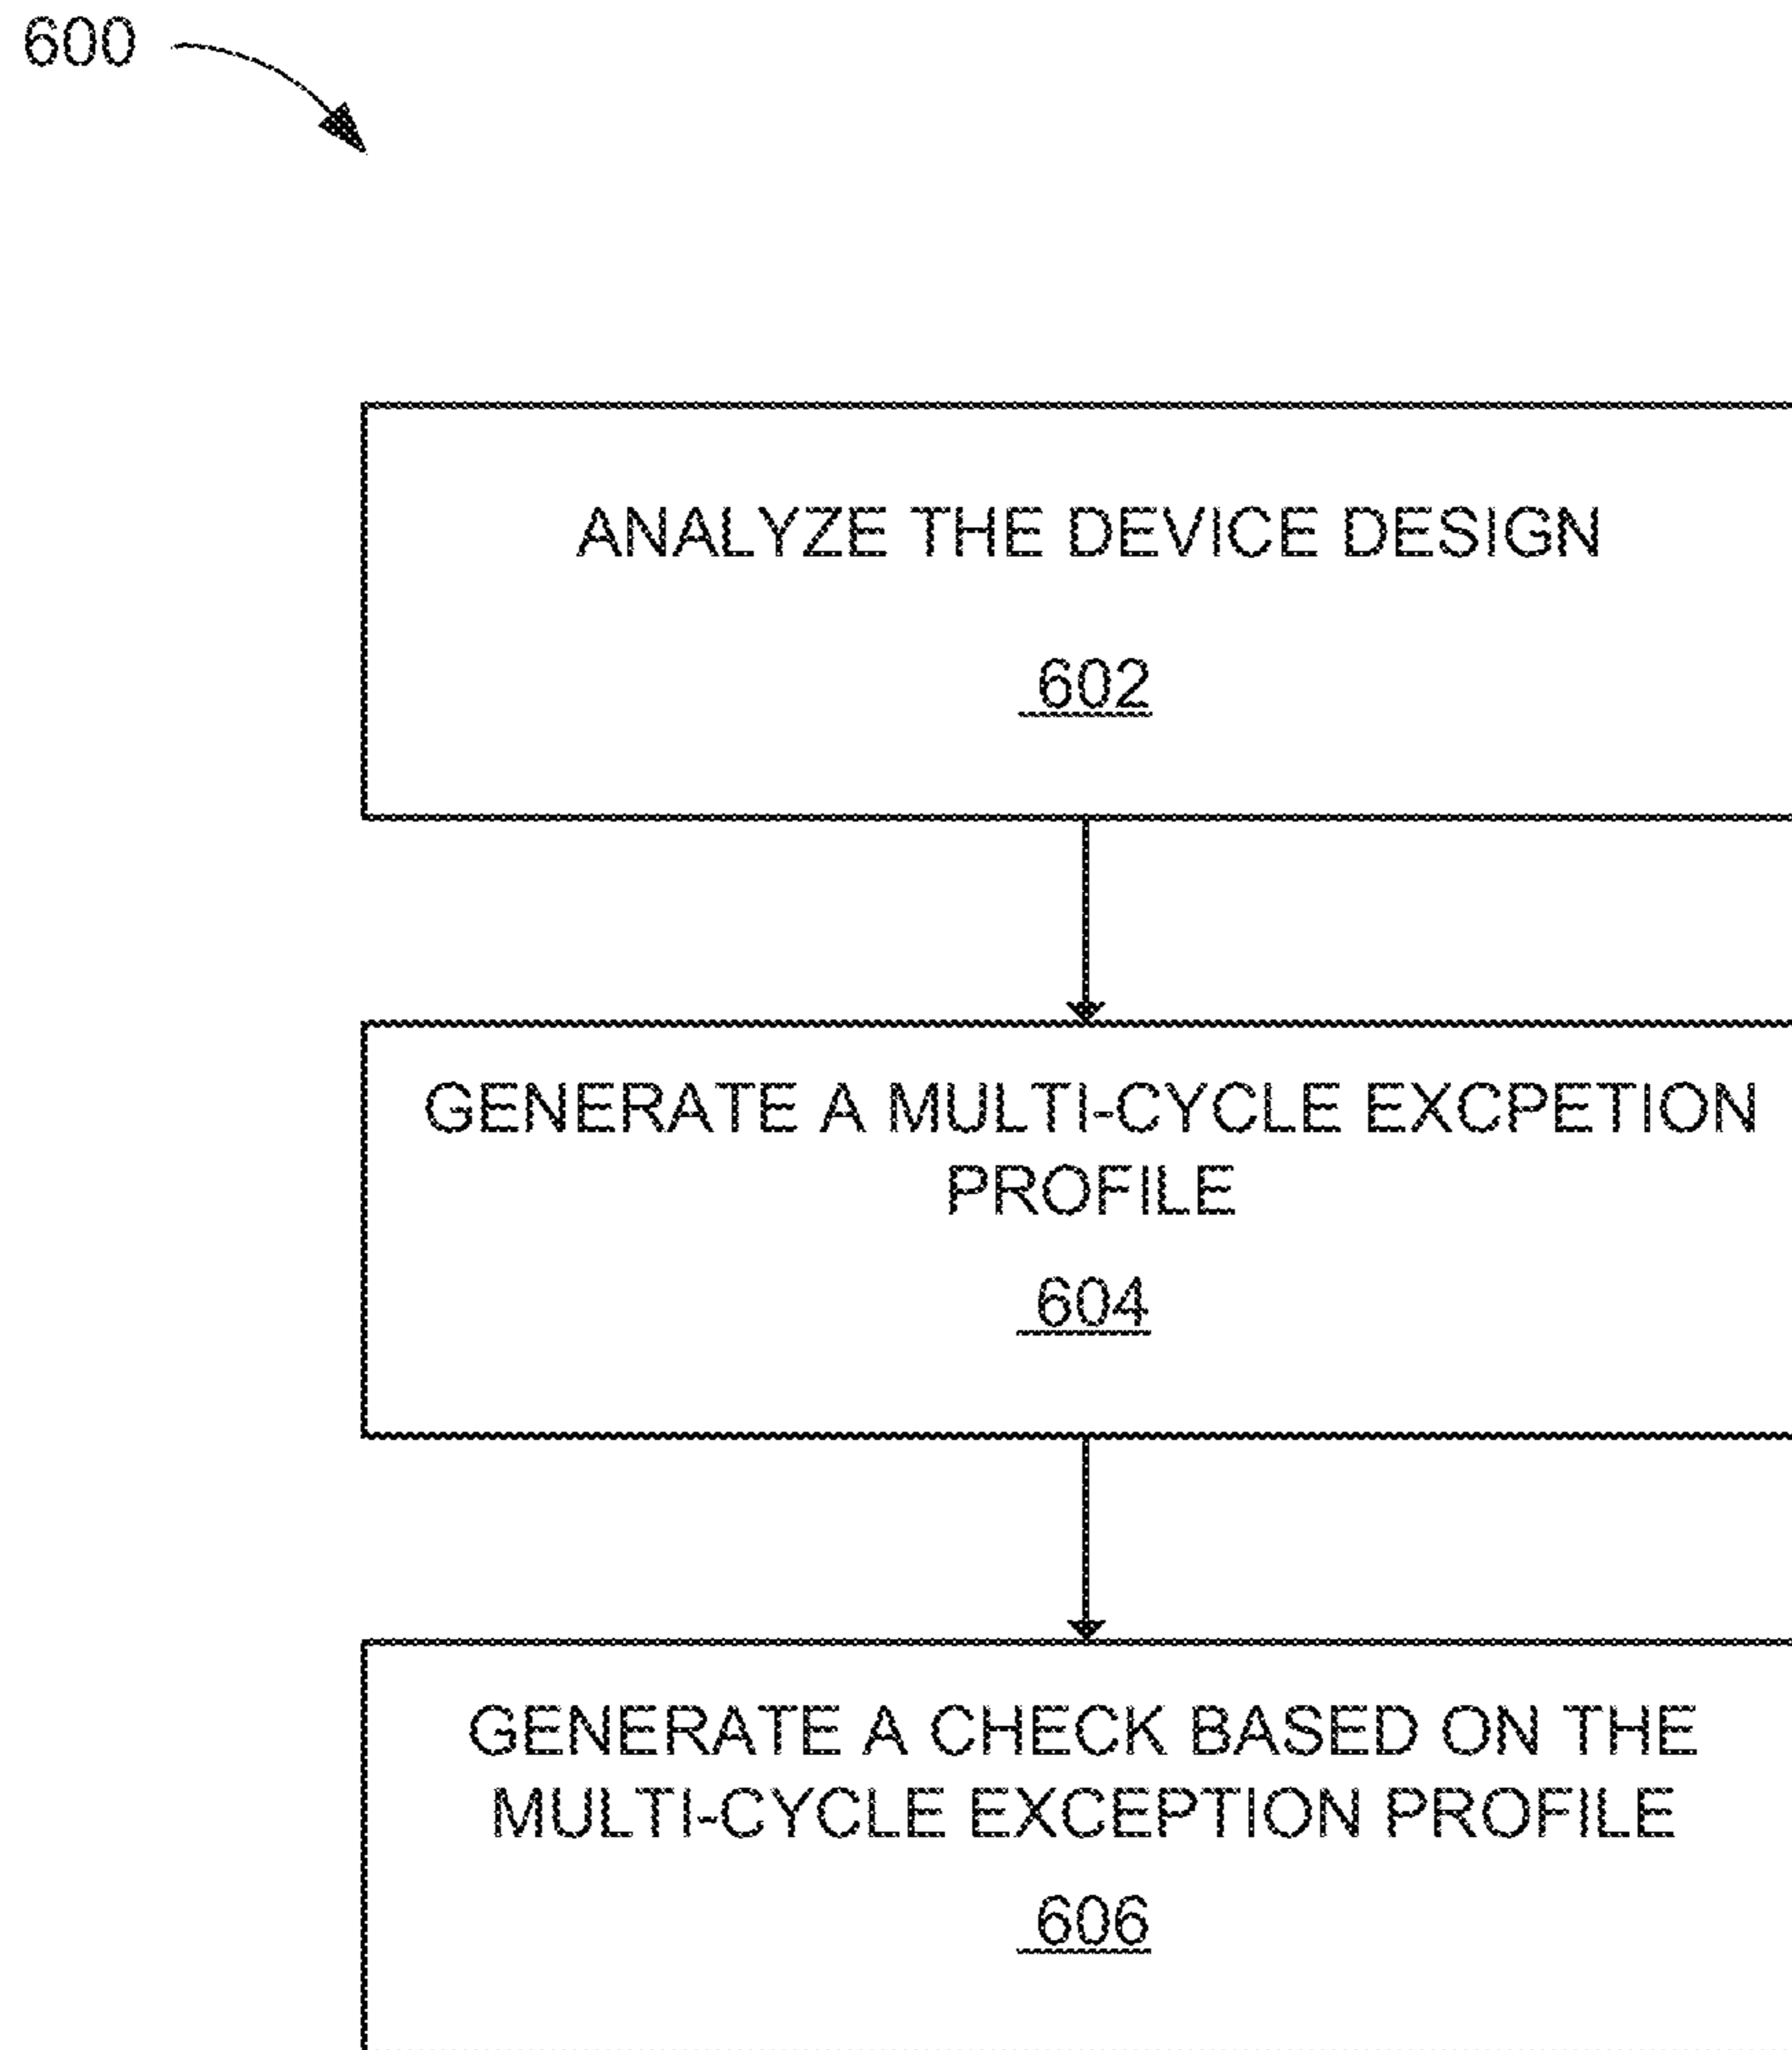 600
ANALYZE THE DEVICE DESIGN
602
GENERATE A MULTI-CYCLE EXCPETION
PROFILE
604
GENERATE A CHECK BASED ON THE
MULTI-CYCLE EXCEPTION PROFILE
606